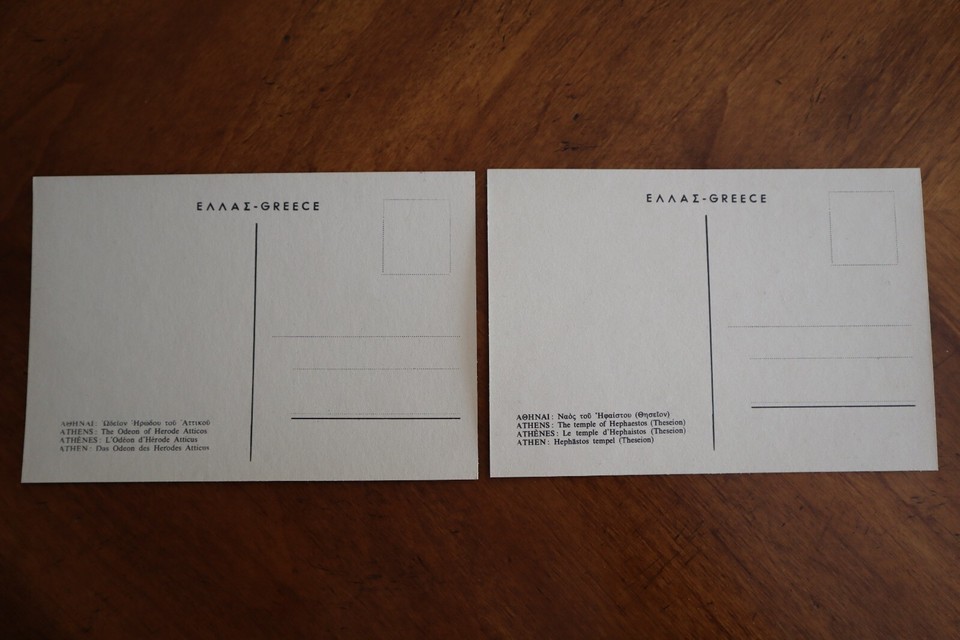 ΕΛΛΑΣ-GREECE
ΑΘΗΝΑΙ: Ὠδεῖον Ἡρώδου τοῦ Ἀττικοῦ
ATHENS: The Odeon of Herode Atticos
ATHÈNES: L'Odéon d'Hérode Atticus
ATHEN: Das Odeon des Herodes Atticos
ΕΛΛΑΣ-GREECE
ΑΘΗΝΑΙ: Ναὸς τοῦ Ἡφαίστου (Θησεῖον)
ATHENS: The temple of Hephaestos (Theseion)
ATHÈNES: Le temple d'Hephaistos (Theseion)
ATHEN: Hephästos tempel (Theseion)